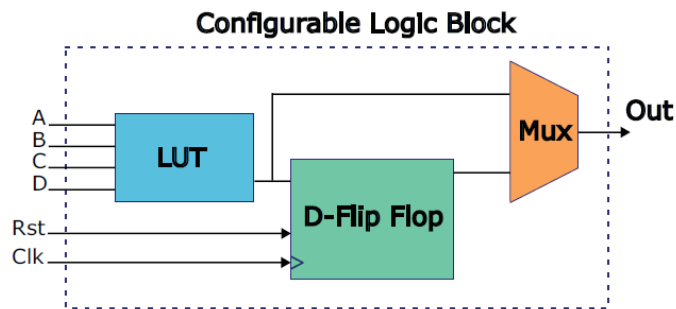 Configurable Logic Block
A
B
C
D
LUT
Mux
Out
D-Flip Flop
Rst
Clk